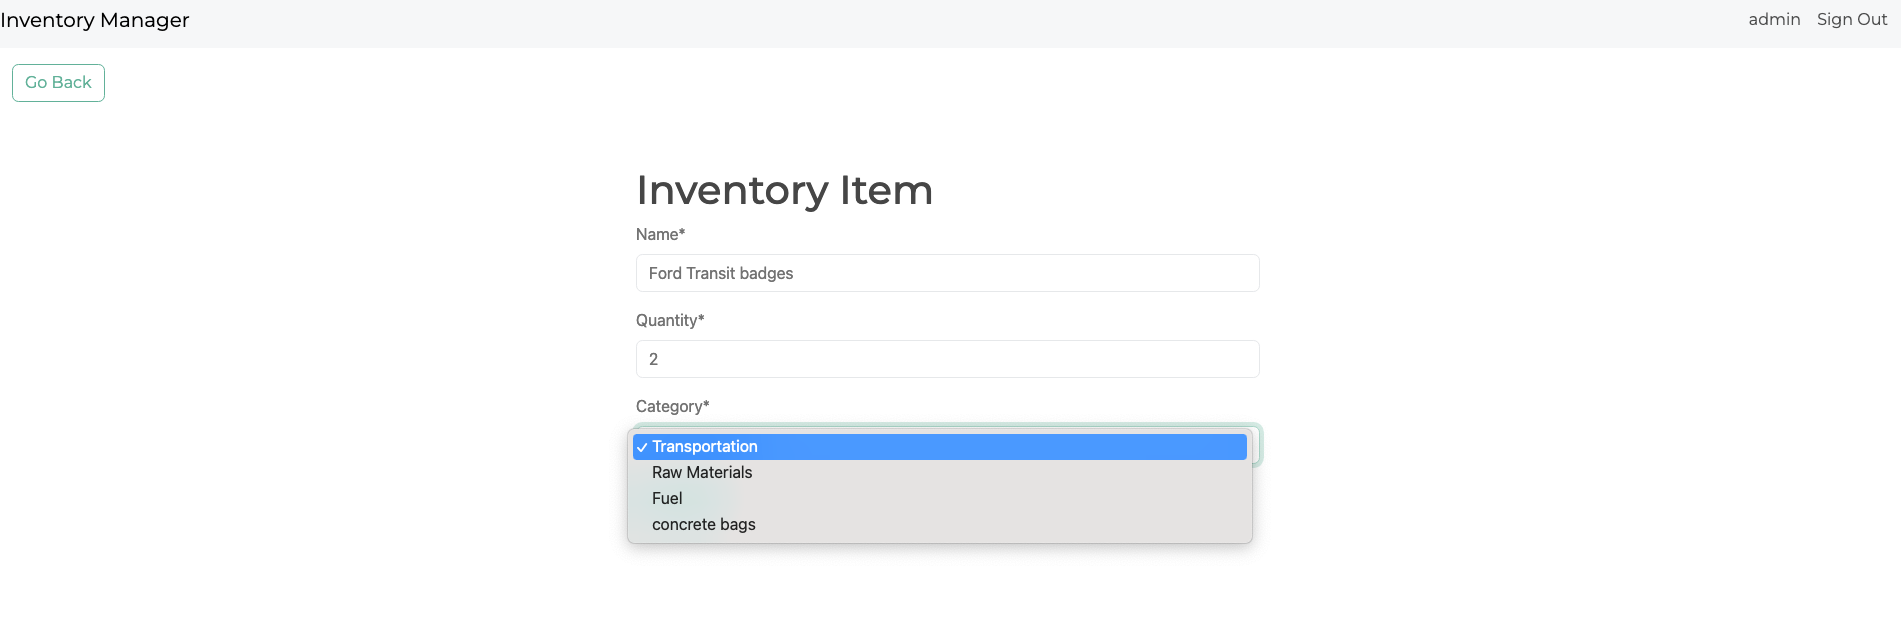 Inventory Manager
admin Sign Out
Go Back
Inventory Item
Name*
Ford Transit badges
Quantity*
2
Category*
✓ Transportation
Raw Materials
Fuel
concrete bags